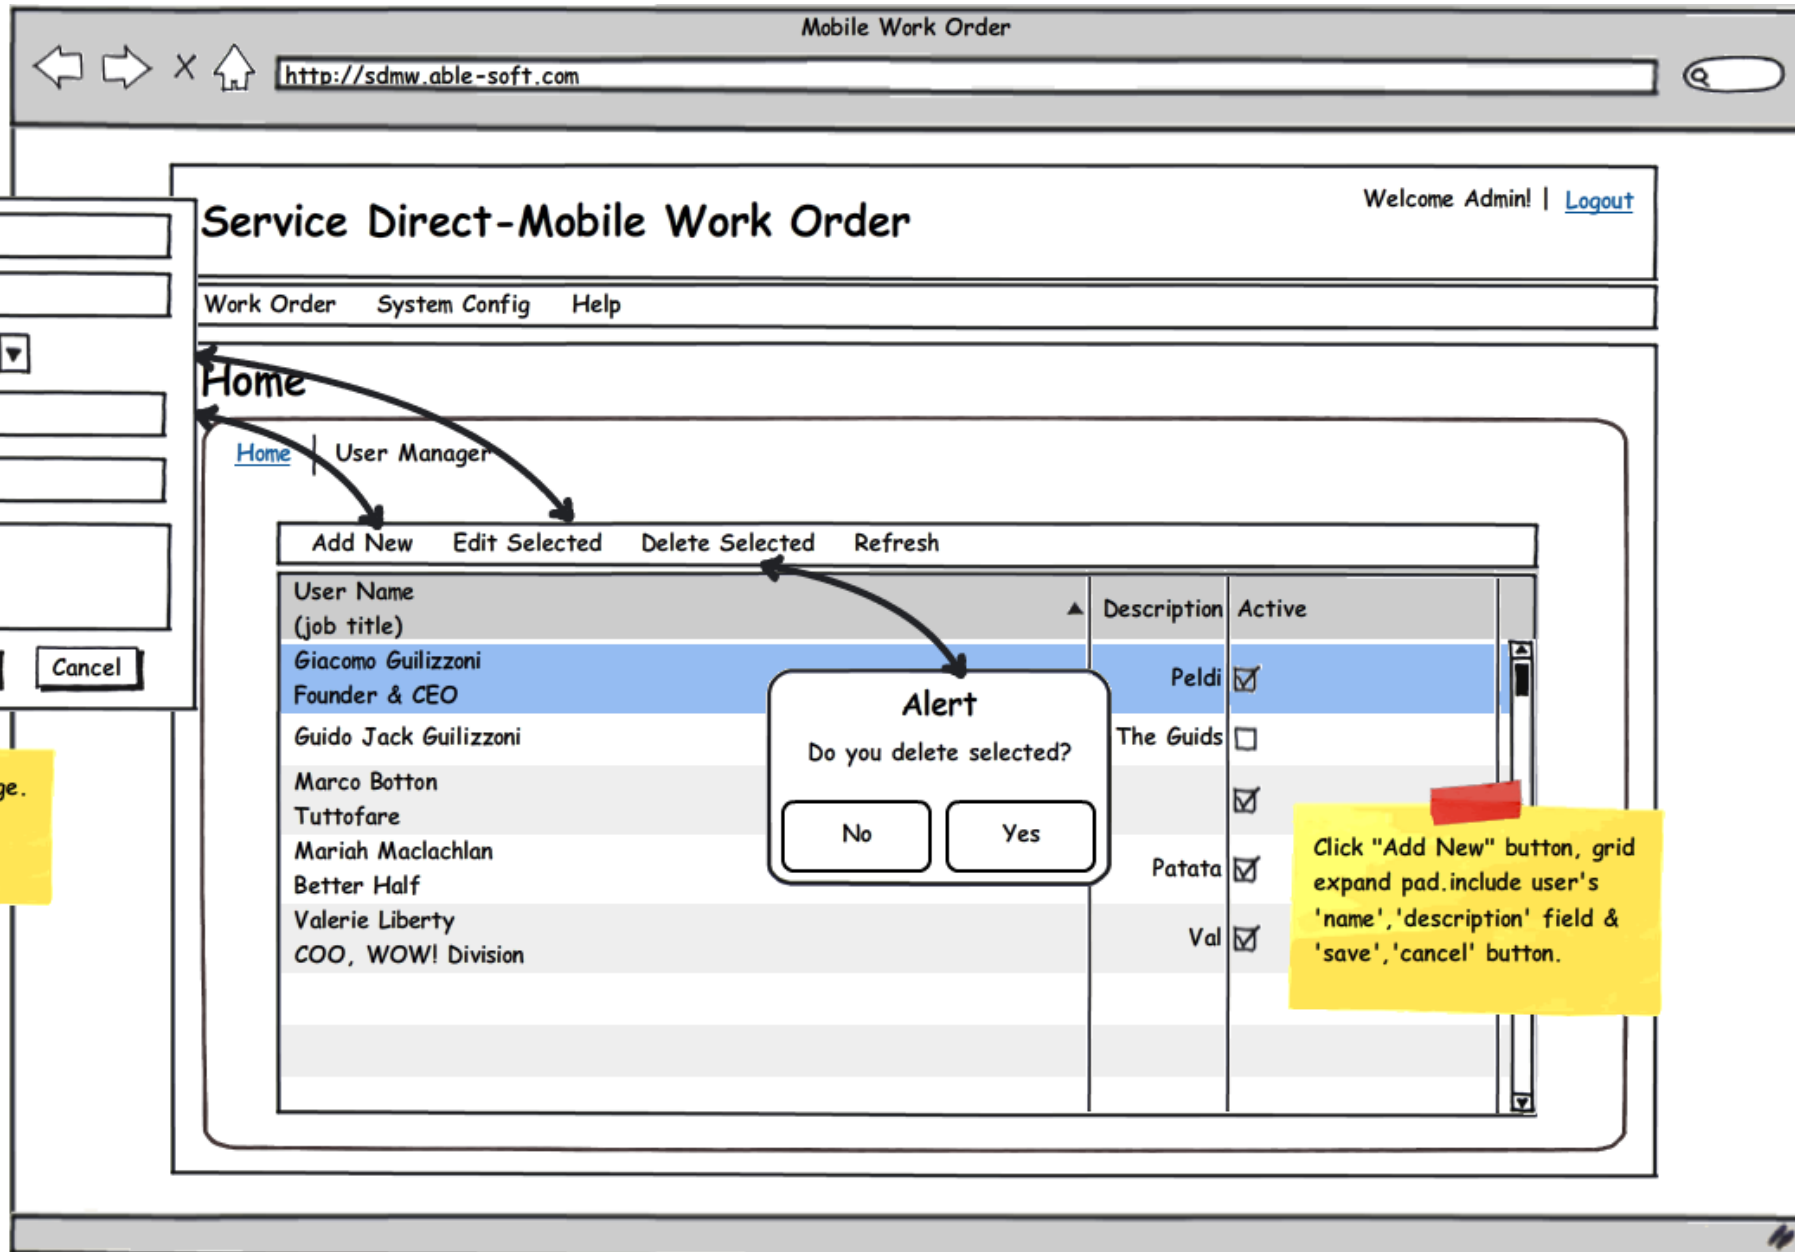 Mobile Work Order
http://sdmw.able-soft.com
Service Direct-Mobile Work Order
Welcome Admin! | Logout
Work Order System Config Help
Home
Home | User Manager
Add New Edit Selected Delete Selected Refresh
User Name
(job title)
Description Active
Giacomo Guilizzoni
Founder & CEO
Peldi
Guido Jack Guilizzoni
The Guids
Marco Botton
Tuttofare
Mariah Maclachlan
Better Half
Patata
Valerie Liberty
COO, WOW! Division
Val
Alert
Do you delete selected?
No Yes
Cancel
Click "Add New" button, grid
expand pad.include user's
'name','description' field &
'save','cancel' button.